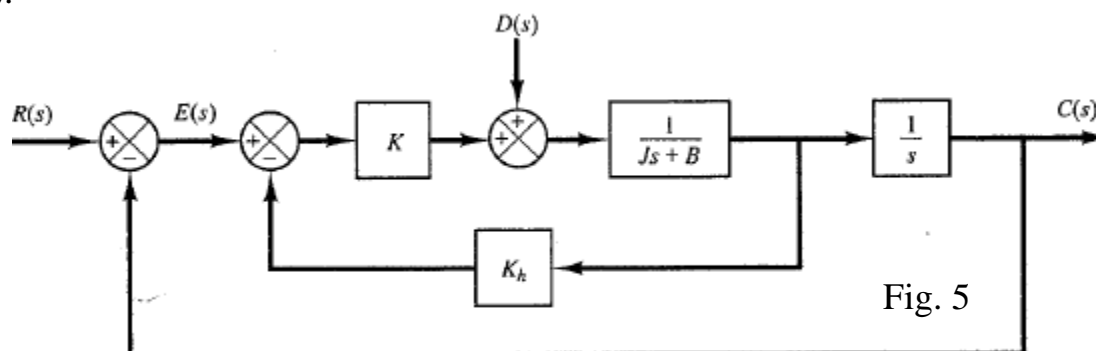 D(s)
R(s)
E(s)
C(s)
+
−
+
−
K
+
+
1
Js + B
1
s
K_h
Fig. 5